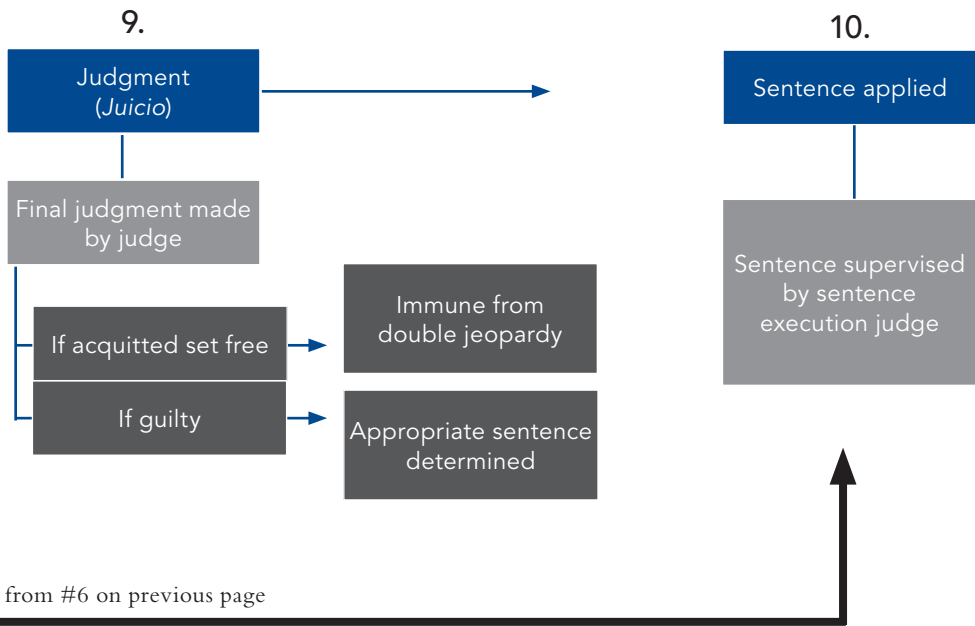 9.
Judgment
(Juicio)
Final judgment made
by judge
If acquitted set free
Immune from
double jeopardy
If guilty
Appropriate sentence
determined
10.
Sentence applied
Sentence supervised
by sentence
execution judge
from #6 on previous page